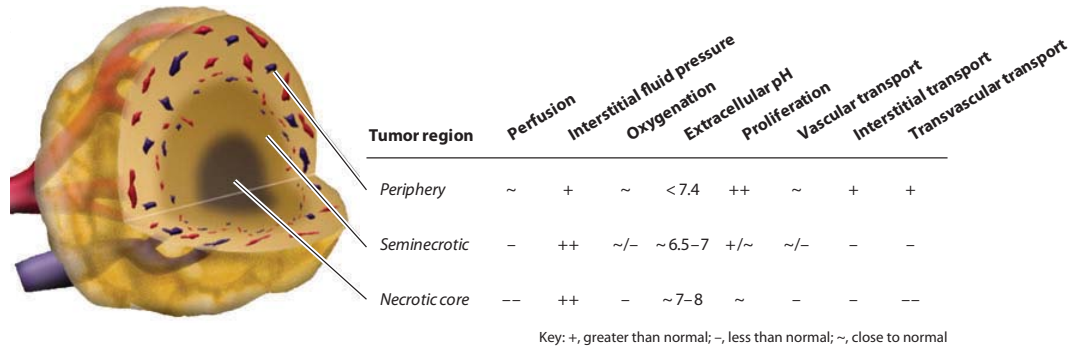 Tumor region Perfusion Interstitial fluid pressure Oxygenation Extracellular pH Proliferation Vascular transport Interstitial transport Transvascular transport
Periphery ~ + ~ < 7.4 ++ ~ + +
Seminecrotic – ++ ~/– ~ 6.5–7 +/~ ~/– – –
Necrotic core –– ++ – ~ 7–8 ~ – – ––
Key: +, greater than normal; –, less than normal; ~, close to normal